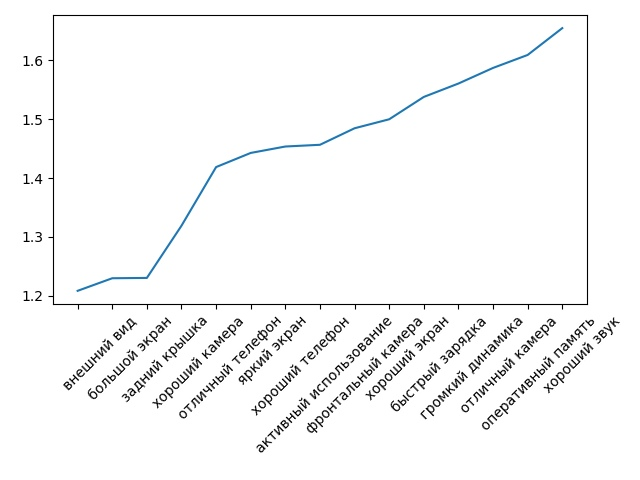 1.6
1.5
1.4
1.3
1.2
внешний вид
большой экран
задний крышка
хороший камера
отличный телефон
яркий экран
хороший телефон
активный использование
фронтальный камера
хороший экран
быстрый зарядка
громкий динамика
отличный камера
оперативный память
хороший звук